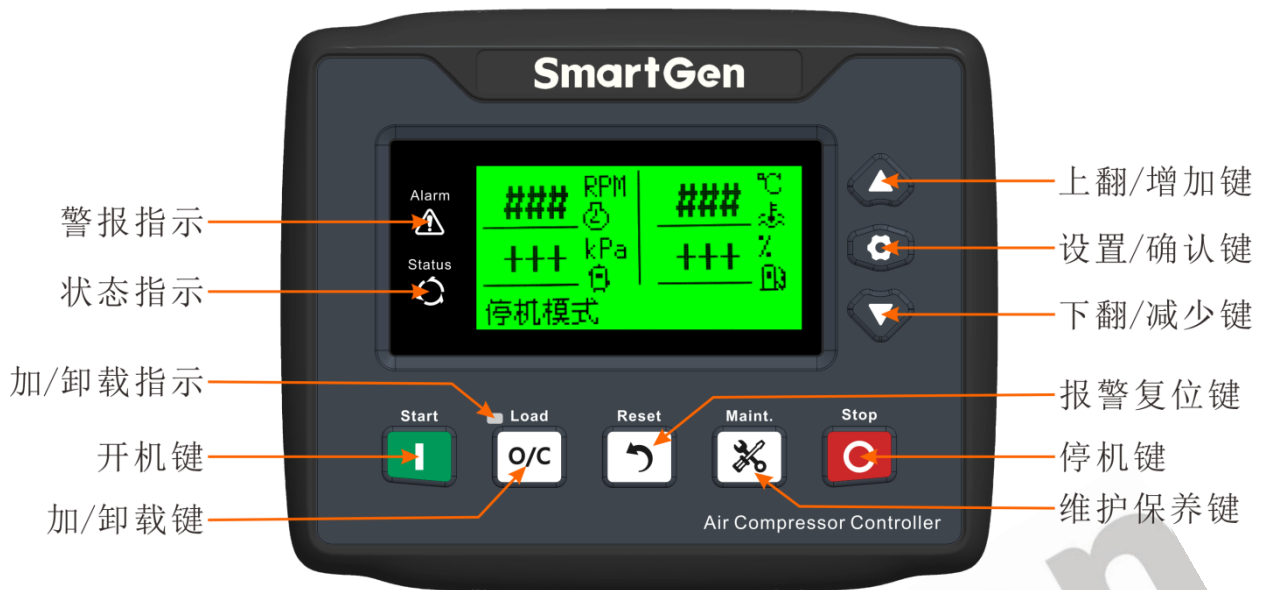 SmartGen
Alarm
Status
### RPM
### ℃
+++ kPa
+++ %
停机模式
警报指示
状态指示
加/卸载指示
开机键
加/卸载键
上翻/增加键
设置/确认键
下翻/减少键
报警复位键
停机键
维护保养键
Start
Load
Reset
Maint.
Stop
O/C
Air Compressor Controller
n